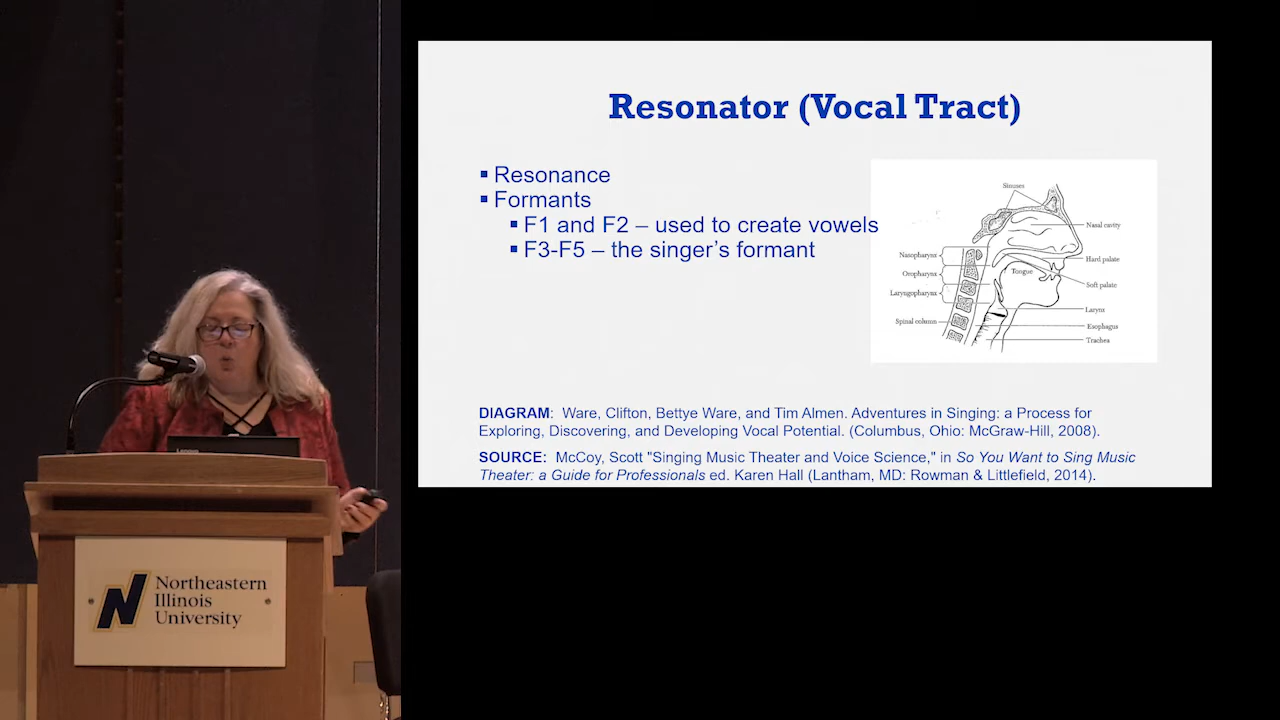 Resonator (Vocal Tract)
▪ Resonance
▪ Formants
▪ F1 and F2 – used to create vowels
▪ F3-F5 – the singer's formant
Sinuses
Nasal cavity
Nasopharynx
Hard palate
Oropharynx
Tongue
Soft palate
Laryngopharynx
Larynx
Spinal column
Esophagus
Trachea
DIAGRAM: Ware, Clifton, Bettye Ware, and Tim Almen. Adventures in Singing: a Process for
Exploring, Discovering, and Developing Vocal Potential. (Columbus, Ohio: McGraw-Hill, 2008).
SOURCE: McCoy, Scott "Singing Music Theater and Voice Science," in So You Want to Sing Music
Theater: a Guide for Professionals ed. Karen Hall (Lantham, MD: Rowman & Littlefield, 2014).
N Northeastern
Illinois
University